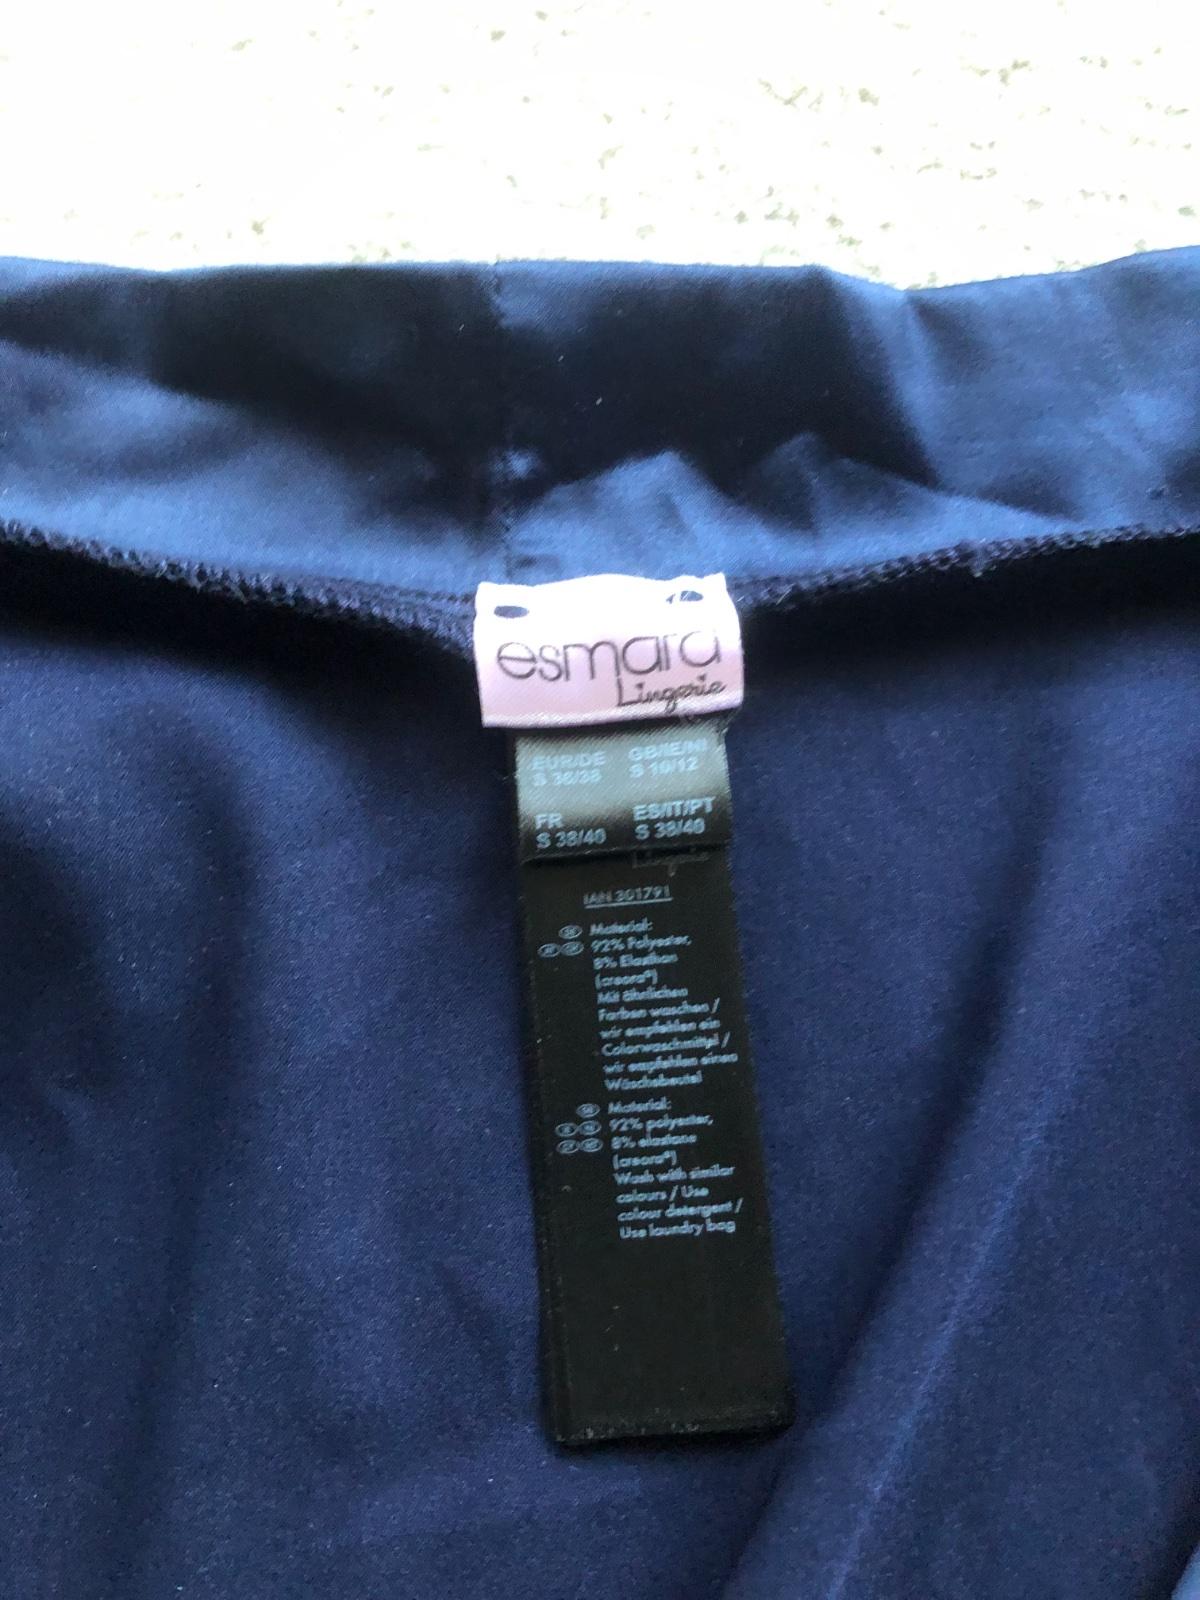 esmara
Lingerie
EUR/DE GB/IE/NI
S 36/38 S 10/12
FR ES/IT/PT
S 38/40 S 38/40
Lingerie
IAN 301791
Material:
92% Polyester,
8% Elasthan
(creora®)
Mit ähnlichen
Farben waschen /
wir empfehlen ein
Colorwaschmittel /
wir empfehlen einen
Wäschebeutel
Material:
92% polyester,
8% elastane
(creora®)
Wash with similar
colours / Use
colour detergent /
Use laundry bag